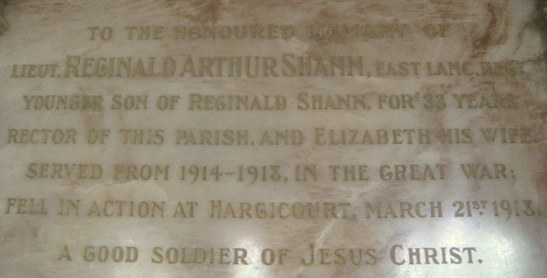 TO THE HONOURED MEMORY OF
LIEUT. REGINALD ARTHUR SHANN, EAST LANC. REGT.
YOUNGER SON OF REGINALD SHANN, FOR 33 YEARS
RECTOR OF THIS PARISH, AND ELIZABETH HIS WIFE.
SERVED FROM 1914-1918, IN THE GREAT WAR;
FELL IN ACTION AT HARGICOURT, MARCH 21ST 1918.
A GOOD SOLDIER OF JESUS CHRIST.